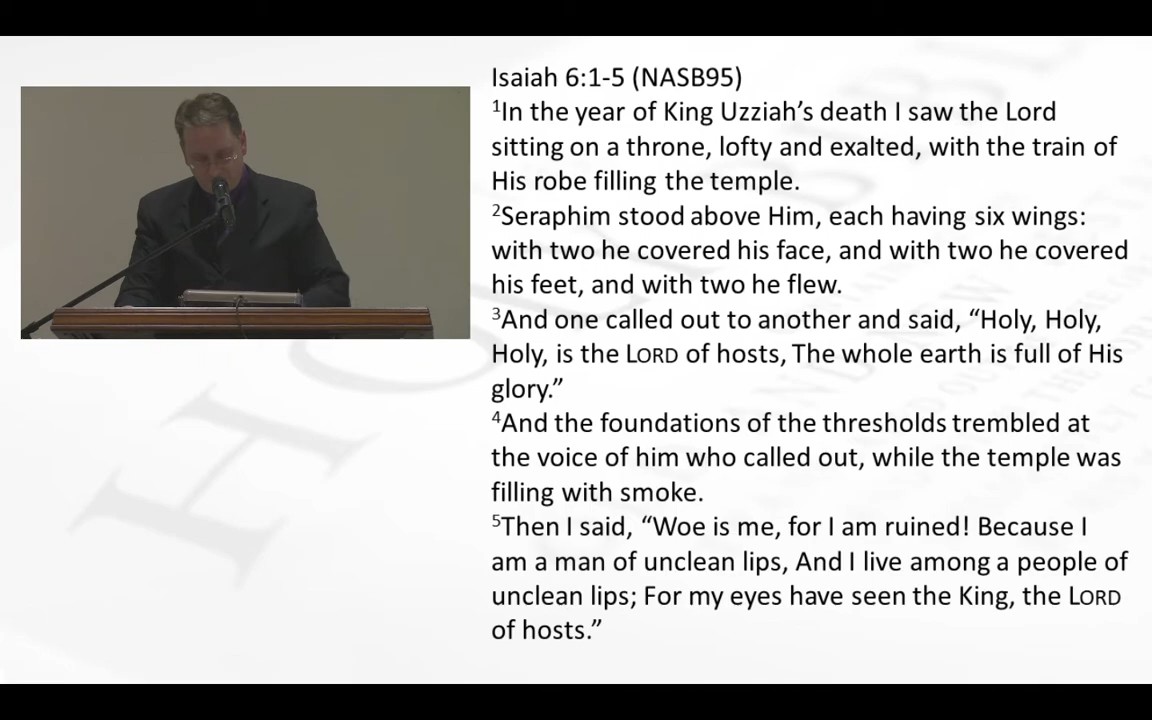 Isaiah 6:1-5 (NASB95)
¹In the year of King Uzziah’s death I saw the Lord
sitting on a throne, lofty and exalted, with the train of
His robe filling the temple.
²Seraphim stood above Him, each having six wings:
with two he covered his face, and with two he covered
his feet, and with two he flew.
³And one called out to another and said, “Holy, Holy,
Holy, is the LORD of hosts, The whole earth is full of His
glory.”
⁴And the foundations of the thresholds trembled at
the voice of him who called out, while the temple was
filling with smoke.
⁵Then I said, “Woe is me, for I am ruined! Because I
am a man of unclean lips, And I live among a people of
unclean lips; For my eyes have seen the King, the LORD
of hosts.”